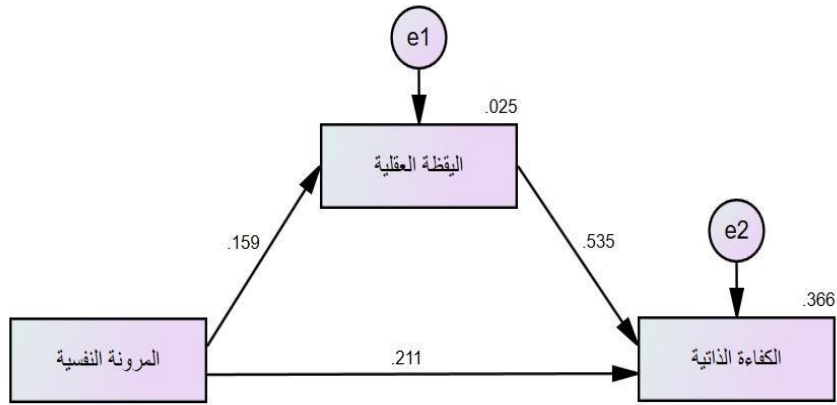 e1
.025
اليقظة العقلية
e2
.159
.535
.366
المرونة النفسية
.211
الكفاءة الذاتية